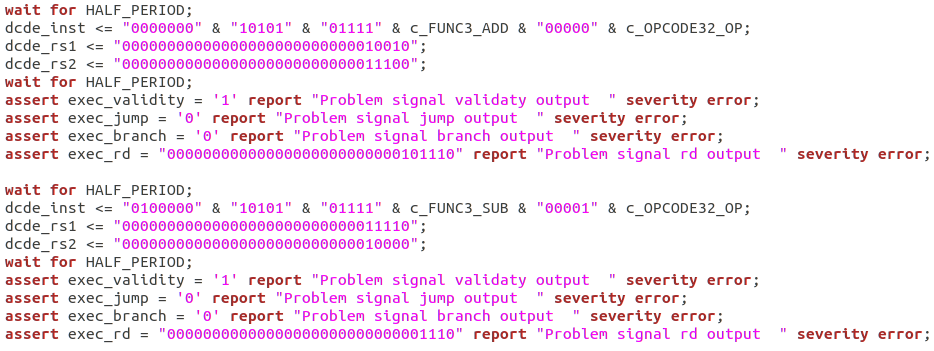 wait for HALF_PERIOD;
dcde_inst <= "0000000" & "10101" & "01111" & c_FUNC3_ADD & "00000" & c_OPCODE32_OP;
dcde_rs1 <= "00000000000000000000000000010010";
dcde_rs2 <= "00000000000000000000000000011100";
wait for HALF_PERIOD;
assert exec_validity = '1' report "Problem signal validaty output  " severity error;
assert exec_jump = '0' report "Problem signal jump output  " severity error;
assert exec_branch = '0' report "Problem signal branch output  " severity error;
assert exec_rd = "00000000000000000000000000101110" report "Problem signal rd output  " severity error;

wait for HALF_PERIOD;
dcde_inst <= "0100000" & "10101" & "01111" & c_FUNC3_SUB & "00001" & c_OPCODE32_OP;
dcde_rs1 <= "00000000000000000000000000011110";
dcde_rs2 <= "00000000000000000000000000010000";
wait for HALF_PERIOD;
assert exec_validity = '1' report "Problem signal validaty output  " severity error;
assert exec_jump = '0' report "Problem signal jump output  " severity error;
assert exec_branch = '0' report "Problem signal branch output  " severity error;
assert exec_rd = "00000000000000000000000000001110" report "Problem signal rd output  " severity error;